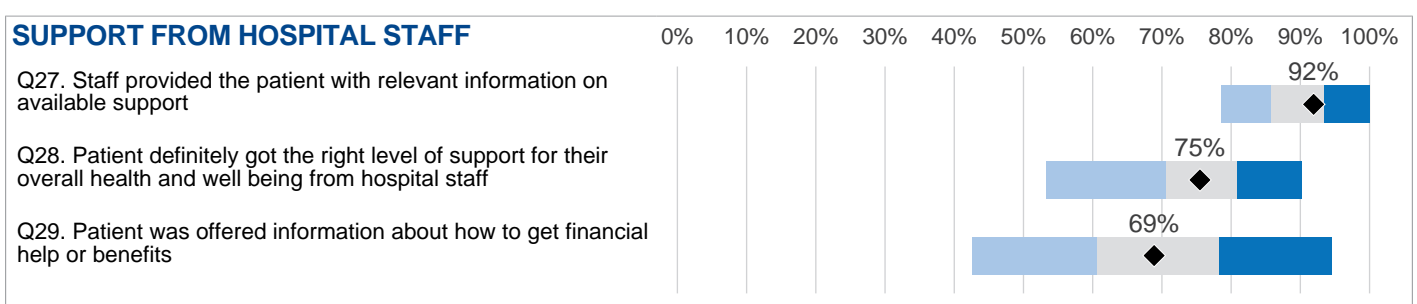 SUPPORT FROM HOSPITAL STAFF 0% 10% 20% 30% 40% 50% 60% 70% 80% 90% 100%
Q27. Staff provided the patient with relevant information on
available support
92%
Q28. Patient definitely got the right level of support for their
overall health and well being from hospital staff
75%
Q29. Patient was offered information about how to get financial
help or benefits
69%